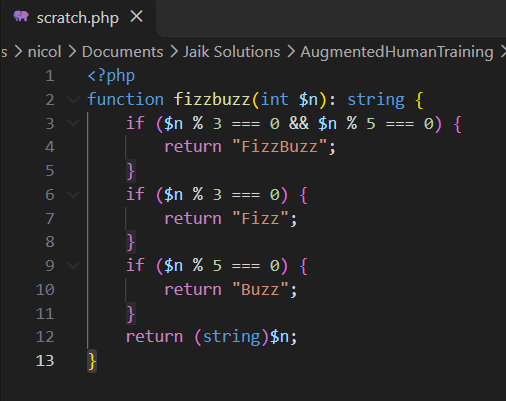 scratch.php
s > nicol > Documents > Jaik Solutions > AugmentedHumanTraining >
1 <?php
2 function fizzbuzz(int $n): string {
3     if ($n % 3 === 0 && $n % 5 === 0) {
4         return "FizzBuzz";
5     }
6     if ($n % 3 === 0) {
7         return "Fizz";
8     }
9     if ($n % 5 === 0) {
10         return "Buzz";
11     }
12     return (string)$n;
13 }